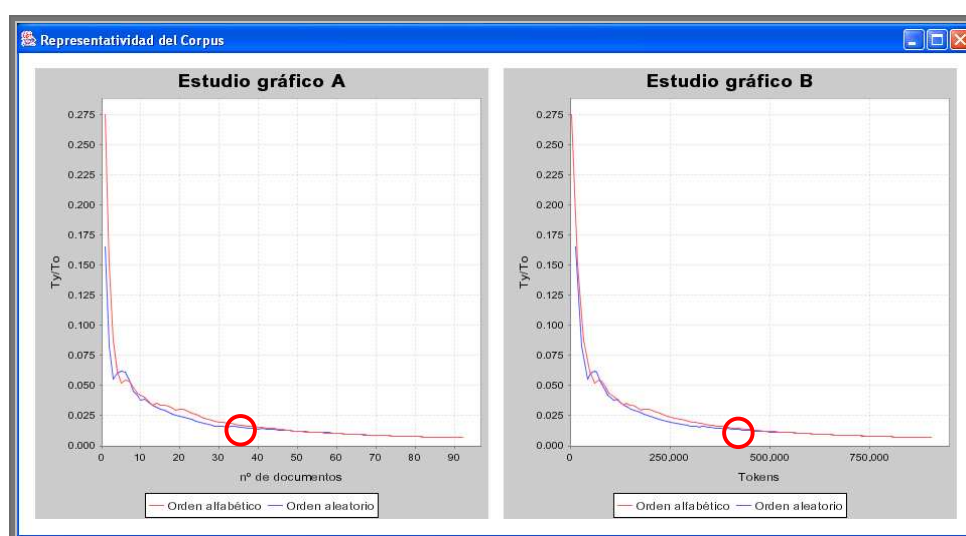 Representatividad del Corpus
Estudio gráfico A
0.275
0.250
0.225
0.200
0.175
0.150
0.125
0.100
0.075
0.050
0.025
0.000
Ty/To
0 10 20 30 40 50 60 70 80 90
nº de documentos
Orden alfabético Orden aleatorio
Estudio gráfico B
0.275
0.250
0.225
0.200
0.175
0.150
0.125
0.100
0.075
0.050
0.025
0.000
Ty/To
0 250,000 500,000 750,000
Tokens
Orden alfabético Orden aleatorio